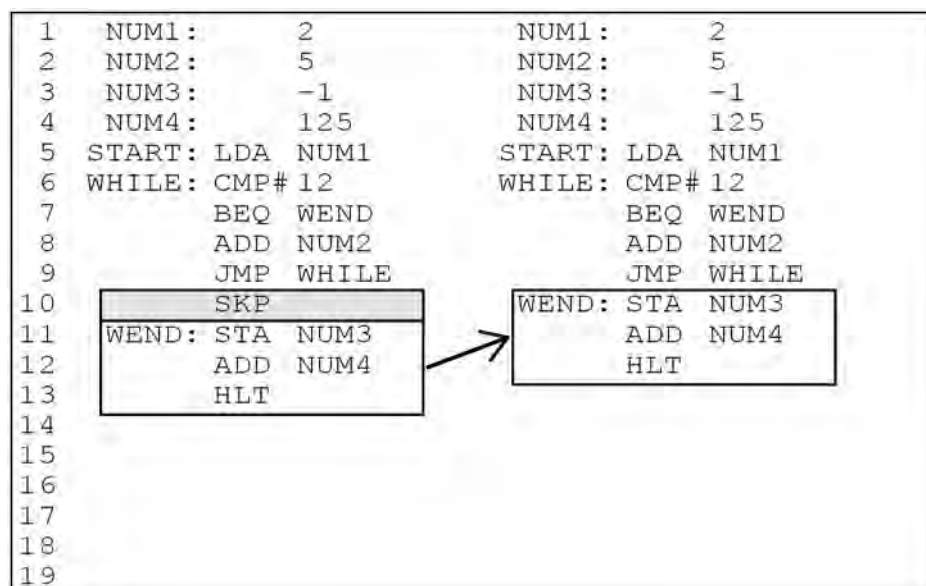 1 NUM1: 2 NUM1: 2
2 NUM2: 5 NUM2: 5
3 NUM3: -1 NUM3: -1
4 NUM4: 125 NUM4: 125
5 START: LDA NUM1 START: LDA NUM1
6 WHILE: CMP# 12 WHILE: CMP# 12
7 BEQ WEND BEQ WEND
8 ADD NUM2 ADD NUM2
9 JMP WHILE JMP WHILE
10 SKP WEND: STA NUM3
11 WEND: STA NUM3 ADD NUM4
12 ADD NUM4 HLT
13 HLT
14
15
16
17
18
19